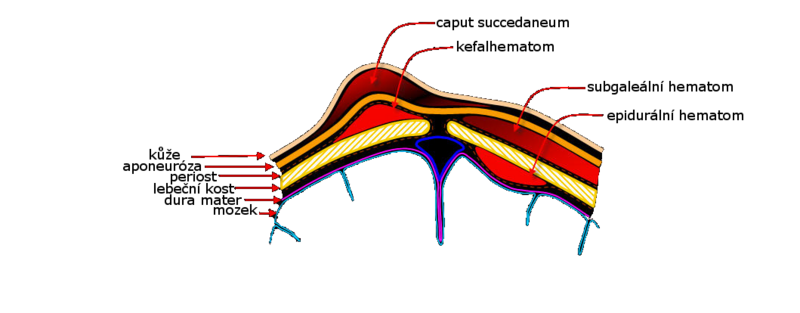 caput succedaneum
kefalhematom
subgaleální hematom
epidurální hematom
kůže
aponeuróza
periost
lebeční kost
dura mater
mozek